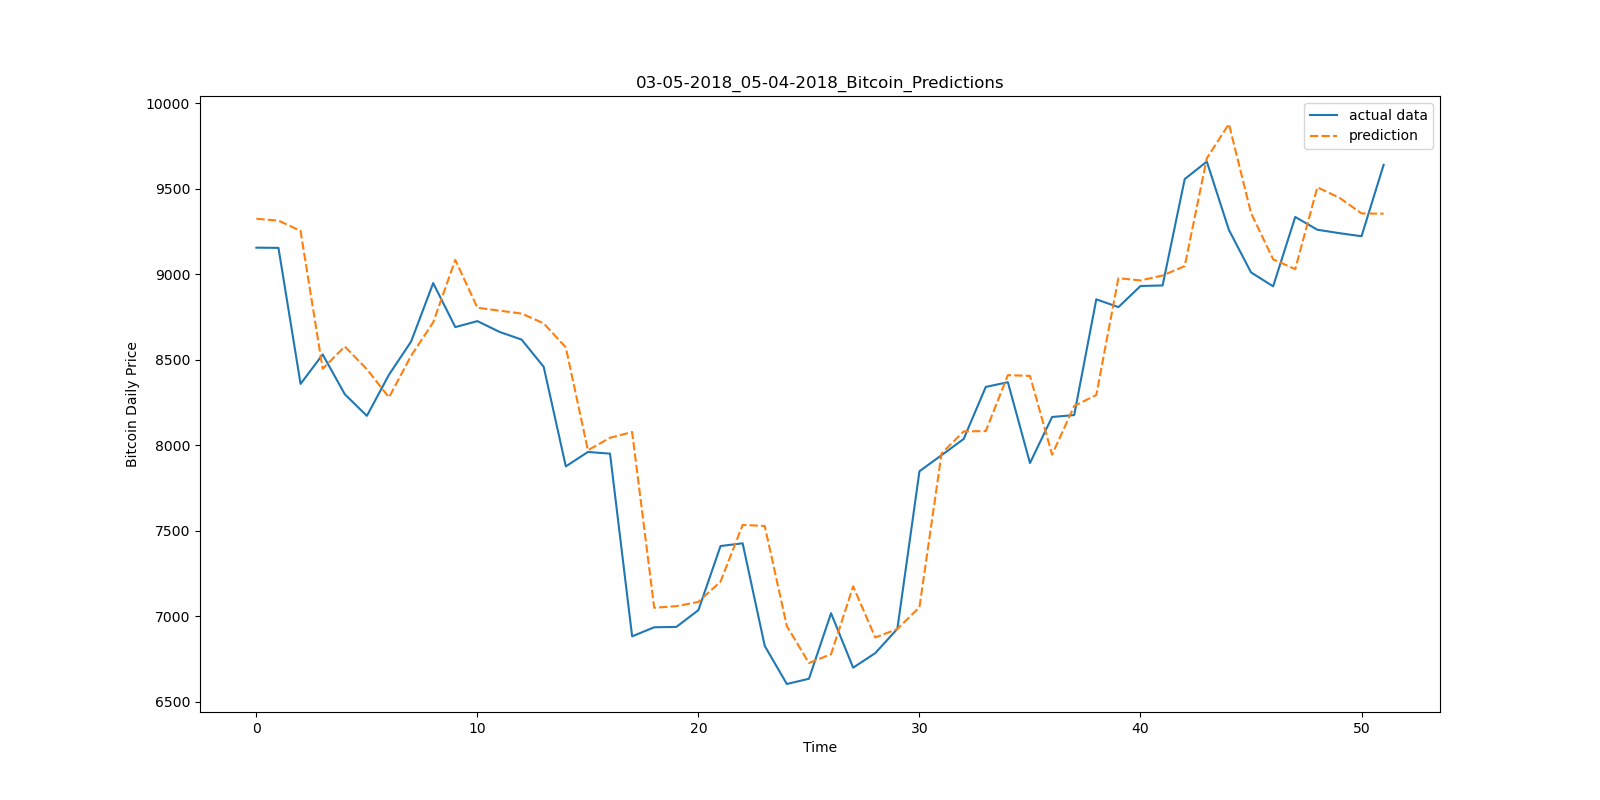 03-05-2018_05-04-2018_Bitcoin_Predictions
actual data
prediction
Bitcoin Daily Price
10000
9500
9000
8500
8000
7500
7000
6500
0 10 20 30 40 50
Time